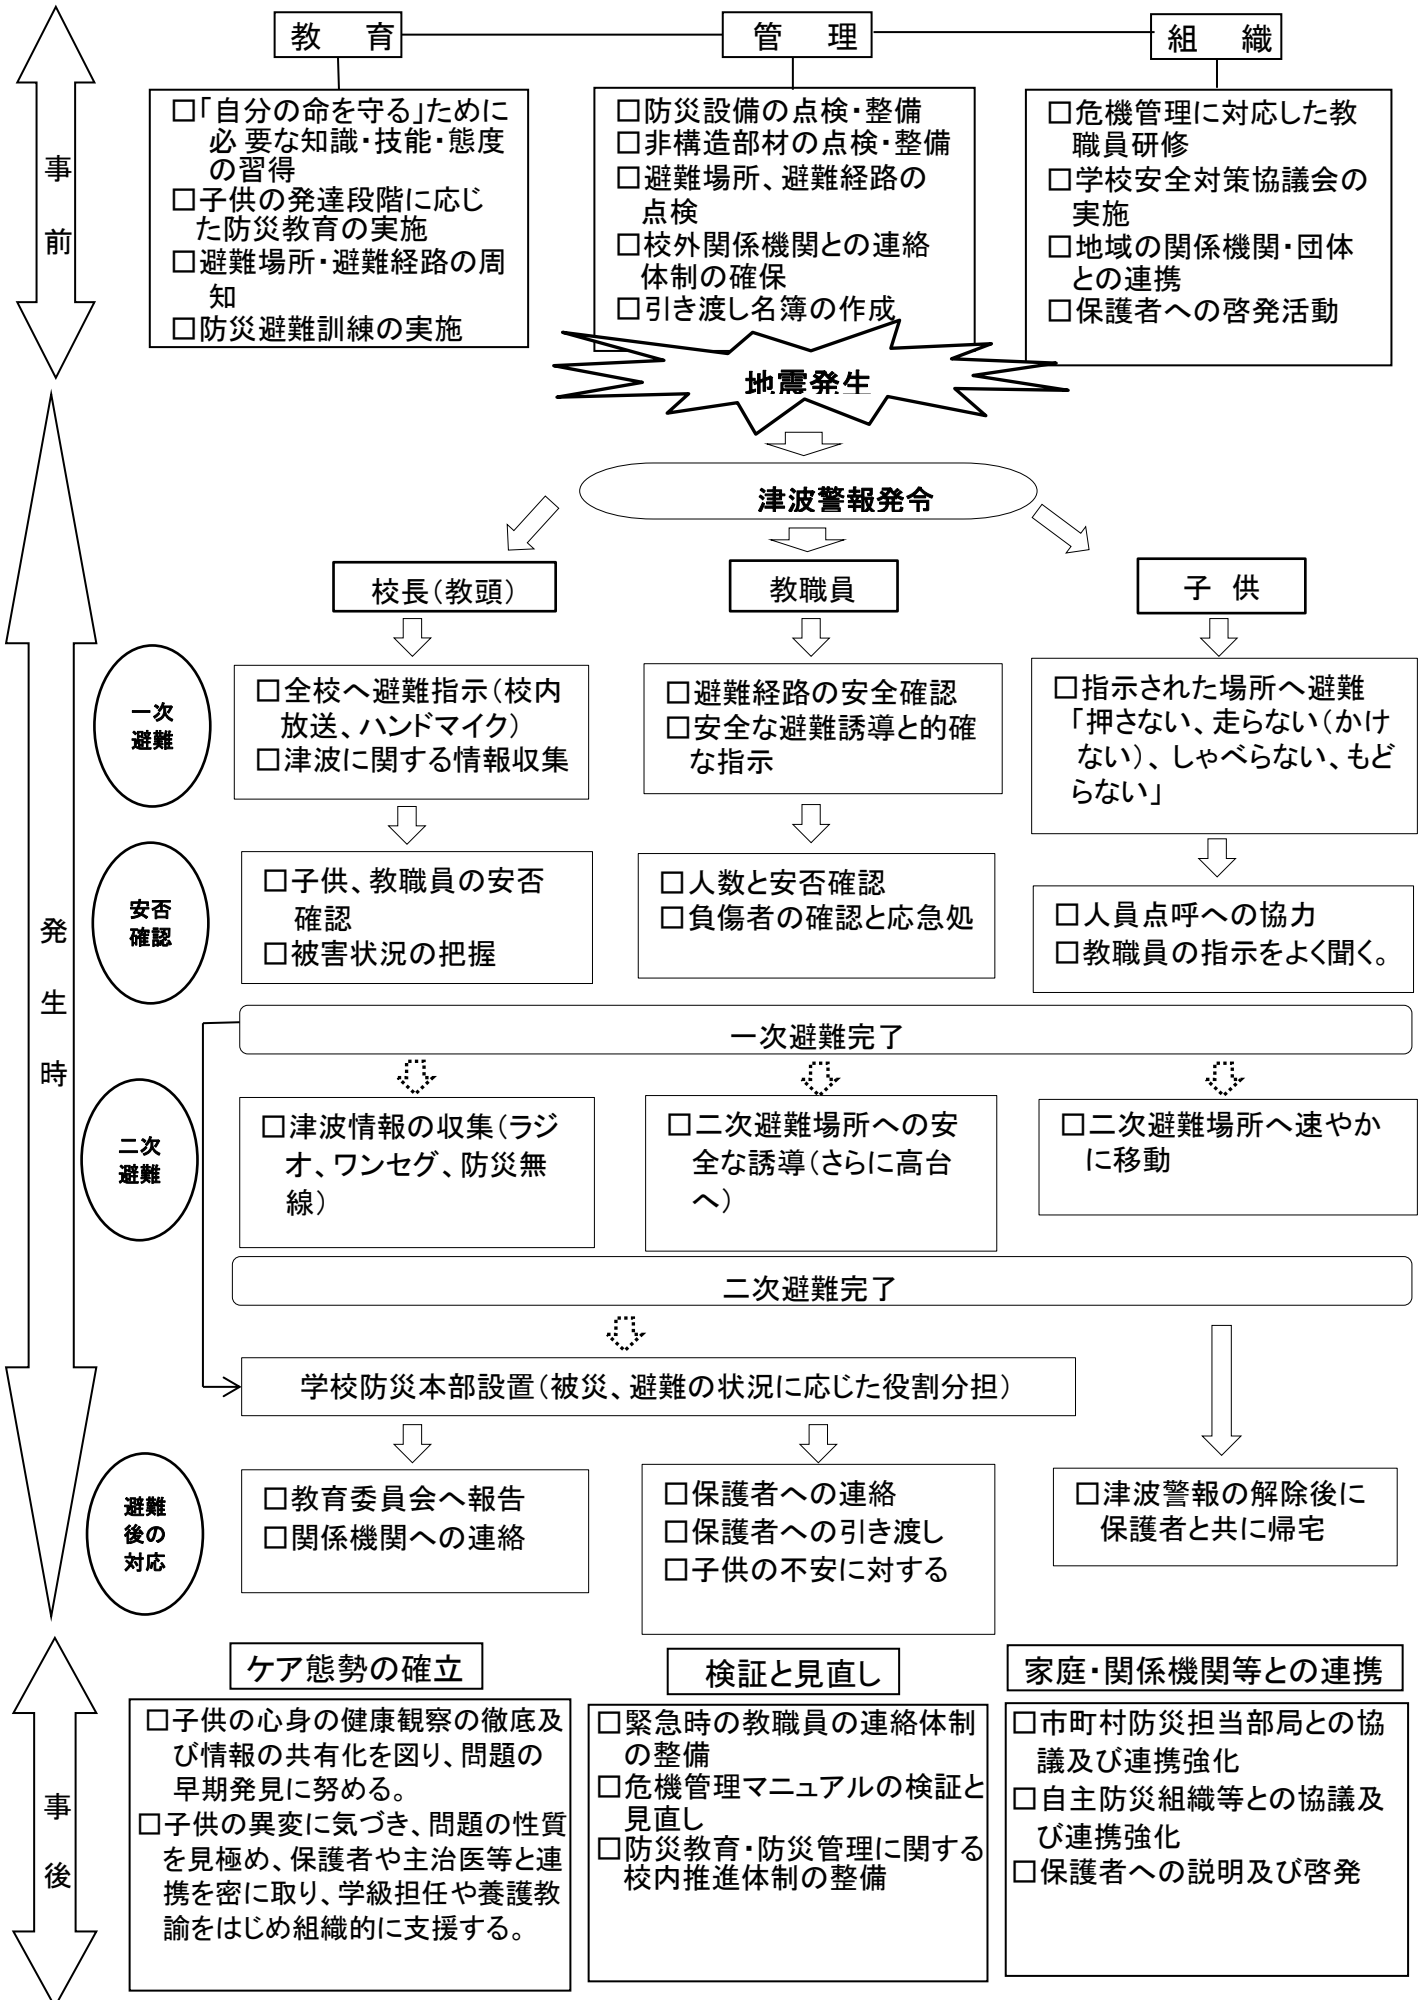 教 育
管 理
組 織
事
前
□「自分の命を守る」ために
必 要な知識・技能・態度
の習得
□子供の発達段階に応じ
た防災教育の実施
□避難場所・避難経路の周
知
□防災避難訓練の実施
□防災設備の点検・整備
□非構造部材の点検・整備
□避難場所、避難経路の
点検
□校外関係機関との連絡
体制の確保
□引き渡し名簿の作成
□危機管理に対応した教
職員研修
□学校安全対策協議会の
実施
□地域の関係機関・団体
との連携
□保護者への啓発活動
地震発生
津波警報発令
発
生
時
校長(教頭)
教職員
子 供
一次
避難
□全校へ避難指示(校内
放送、ハンドマイク)
□津波に関する情報収集
□避難経路の安全確認
□安全な避難誘導と的確
な指示
□指示された場所へ避難
「押さない、走らない(かけ
ない)、しゃべらない、もど
らない」
安否
確認
□子供、教職員の安否
確認
□被害状況の把握
□人数と安否確認
□負傷者の確認と応急処
□人員点呼への協力
□教職員の指示をよく聞く。
一次避難完了
二次
避難
□津波情報の収集(ラジ
オ、ワンセグ、防災無
線)
□二次避難場所への安
全な誘導(さらに高台
へ)
□二次避難場所へ速やか
に移動
二次避難完了
学校防災本部設置(被災、避難の状況に応じた役割分担)
避難
後の
対応
□教育委員会へ報告
□関係機関への連絡
□保護者への連絡
□保護者への引き渡し
□子供の不安に対する
□津波警報の解除後に
保護者と共に帰宅
事
後
ケア態勢の確立
検証と見直し
家庭・関係機関等との連携
□子供の心身の健康観察の徹底及
び情報の共有化を図り、問題の
早期発見に努める。
□子供の異変に気づき、問題の性質
を見極め、保護者や主治医等と連
携を密に取り、学級担任や養護教
諭をはじめ組織的に支援する。
□緊急時の教職員の連絡体制
の整備
□危機管理マニュアルの検証と
見直し
□防災教育・防災管理に関する
校内推進体制の整備
□市町村防災担当部局との協
議及び連携強化
□自主防災組織等との協議及
び連携強化
□保護者への説明及び啓発